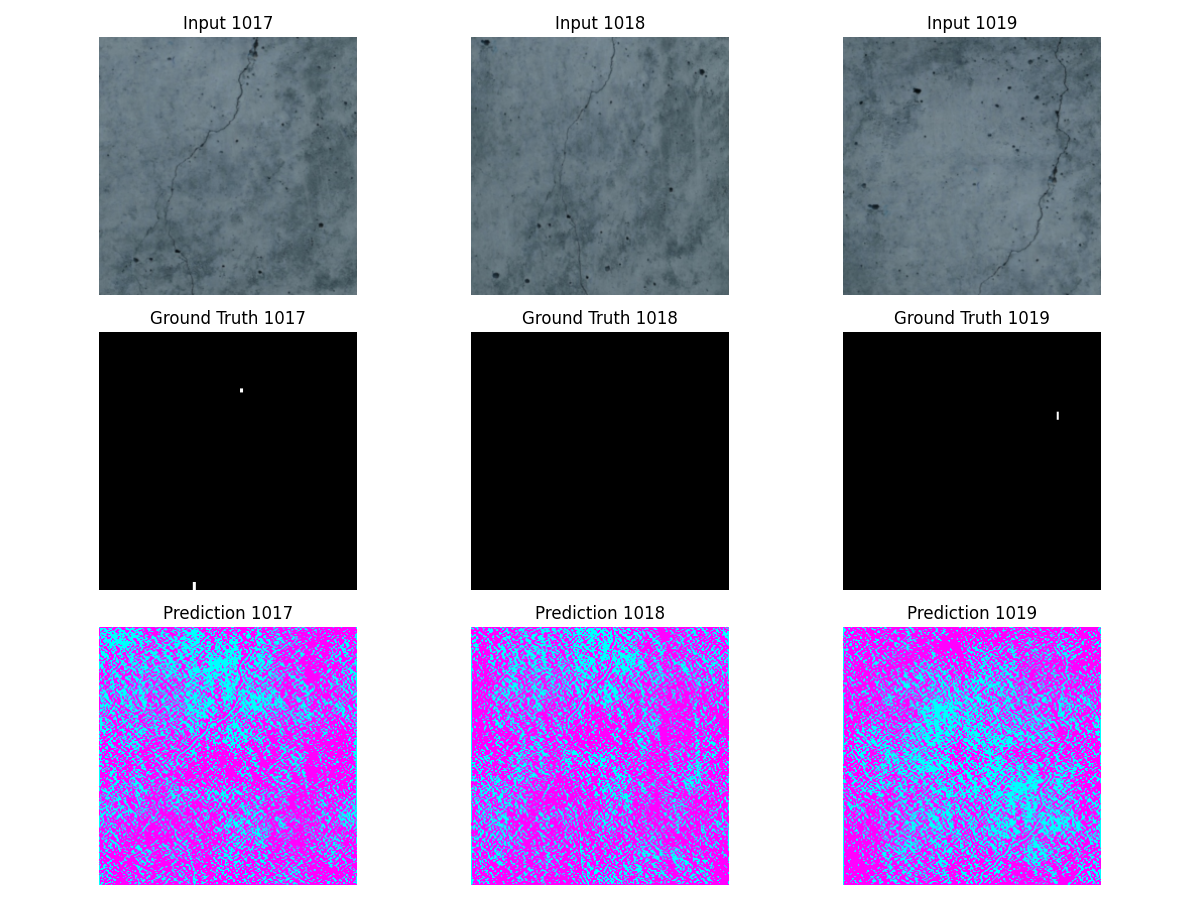 Input 1017
Input 1018
Input 1019
Ground Truth 1017
Ground Truth 1018
Ground Truth 1019
Prediction 1017
Prediction 1018
Prediction 1019